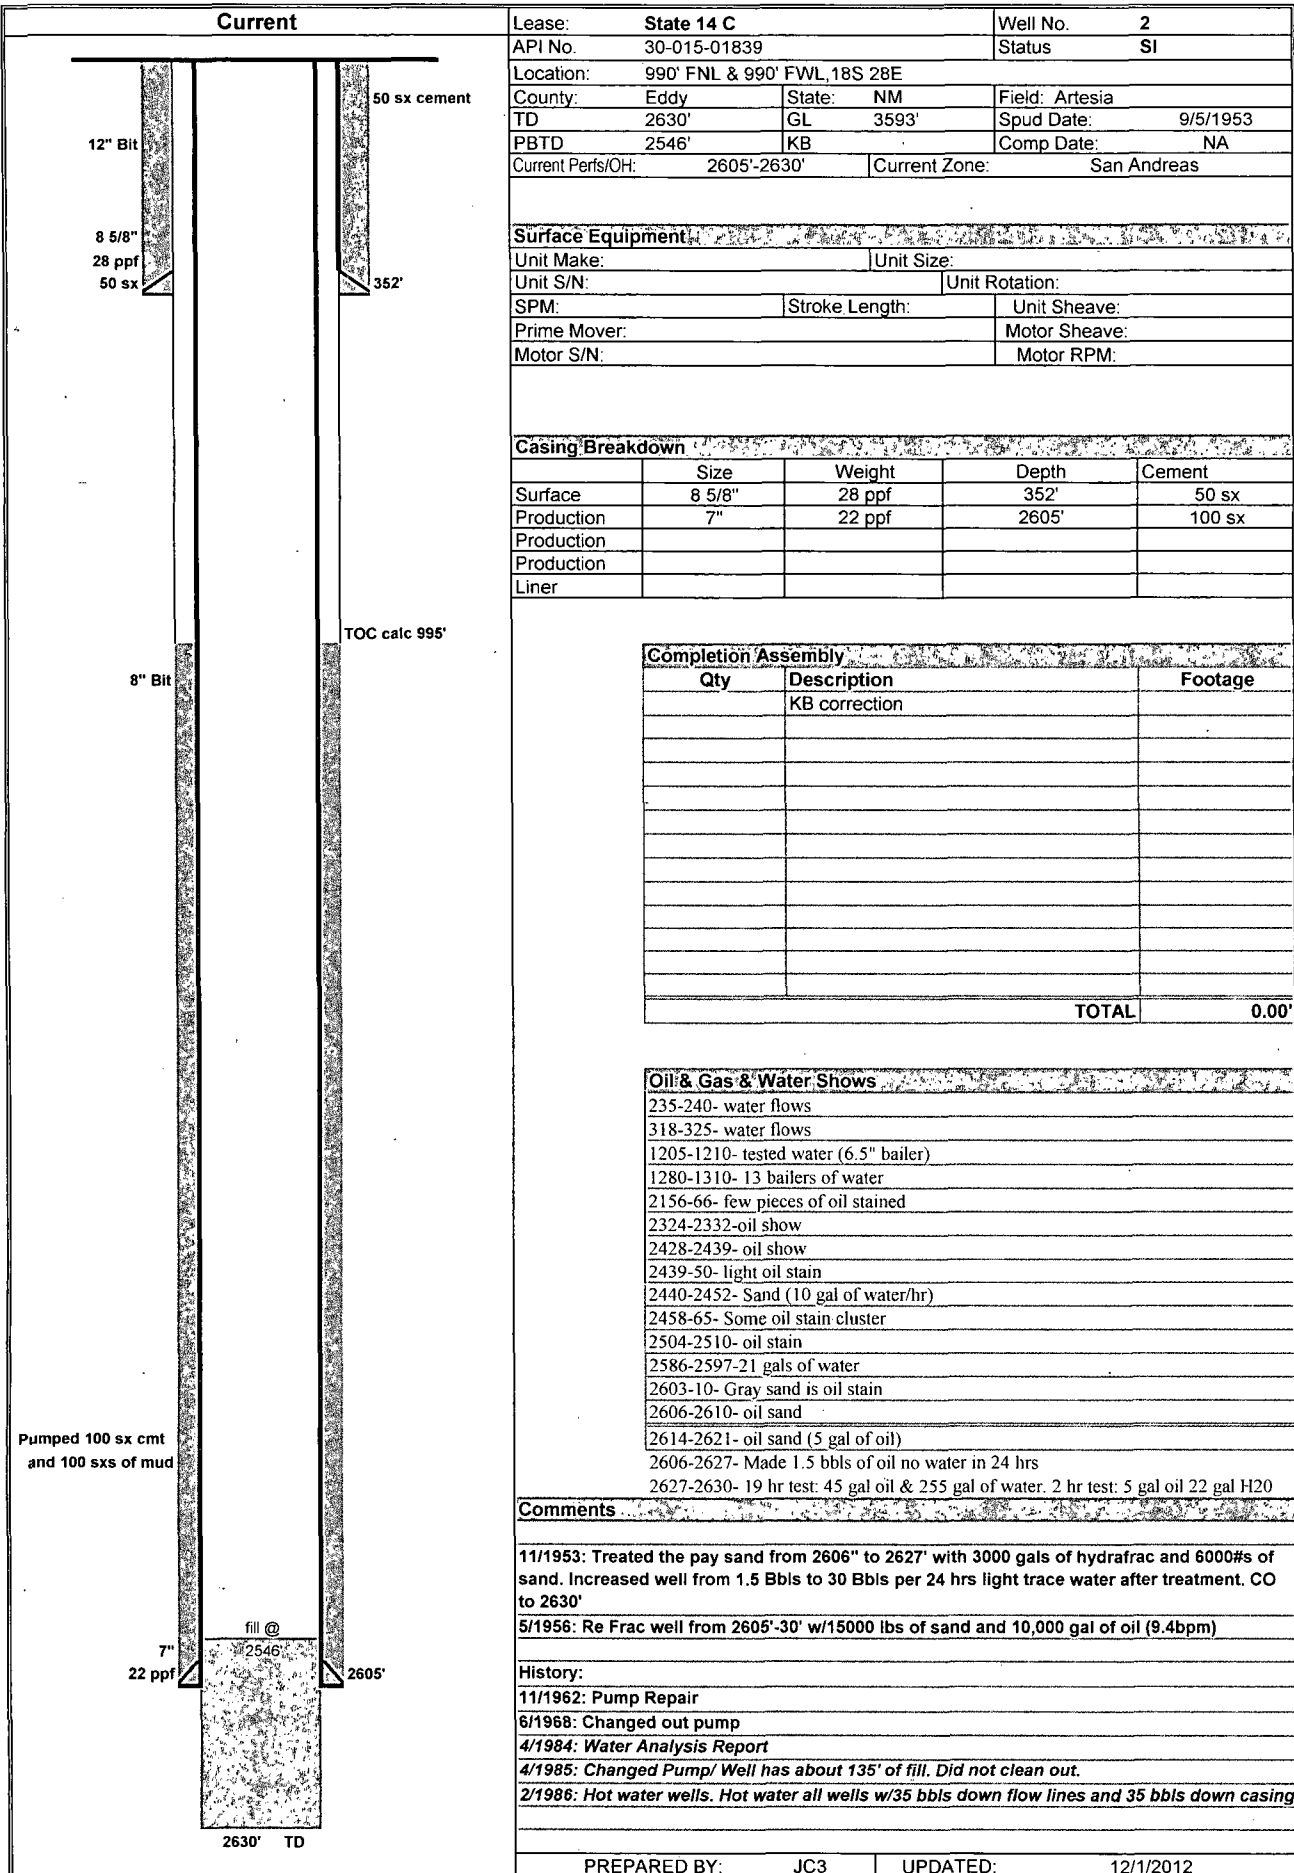 Current
50 sx cement
12" Bit
8 5/8"
28 ppf
50 sx
352'
TOC calc 995'
8" Bit
Pumped 100 sx cmt
and 100 sxs of mud
fill @
2546'
7"
22 ppf
2605'
2630' TD
Lease: State 14 C Well No. 2
API No. 30-015-01839 Status SI
Location: 990' FNL & 990' FWL,18S 28E
County: Eddy State: NM Field: Artesia
TD 2630' GL 3593' Spud Date: 9/5/1953
PBTD 2546' KB Comp Date: NA
Current Perfs/OH: 2605'-2630' Current Zone: San Andreas
Surface Equipment
Unit Make: Unit Size:
Unit S/N: Unit Rotation:
SPM: Stroke Length: Unit Sheave:
Prime Mover: Motor Sheave:
Motor S/N: Motor RPM:
Casing Breakdown
Size Weight Depth Cement
Surface 8 5/8" 28 ppf 352' 50 sx
Production 7" 22 ppf 2605' 100 sx
Production
Production
Liner
Completion Assembly
Qty Description Footage
KB correction
TOTAL 0.00'
Oil & Gas & Water Shows
235-240- water flows
318-325- water flows
1205-1210- tested water (6.5" bailer)
1280-1310- 13 bailers of water
2156-66- few pieces of oil stained
2324-2332-oil show
2428-2439- oil show
2439-50- light oil stain
2440-2452- Sand (10 gal of water/hr)
2458-65- Some oil stain cluster
2504-2510- oil stain
2586-2597-21 gals of water
2603-10- Gray sand is oil stain
2606-2610- oil sand
2614-2621- oil sand (5 gal of oil)
2606-2627- Made 1.5 bbls of oil no water in 24 hrs
2627-2630- 19 hr test: 45 gal oil & 255 gal of water. 2 hr test: 5 gal oil 22 gal H20
Comments
11/1953: Treated the pay sand from 2606" to 2627' with 3000 gals of hydrafrac and 6000#s of
sand. Increased well from 1.5 Bbls to 30 Bbls per 24 hrs light trace water after treatment. CO
to 2630'
5/1956: Re Frac well from 2605'-30' w/15000 lbs of sand and 10,000 gal of oil (9.4bpm)
History:
11/1962: Pump Repair
6/1968: Changed out pump
4/1984: Water Analysis Report
4/1985: Changed Pump/ Well has about 135' of fill. Did not clean out.
2/1986: Hot water wells. Hot water all wells w/35 bbls down flow lines and 35 bbls down casing
PREPARED BY: JC3 UPDATED: 12/1/2012